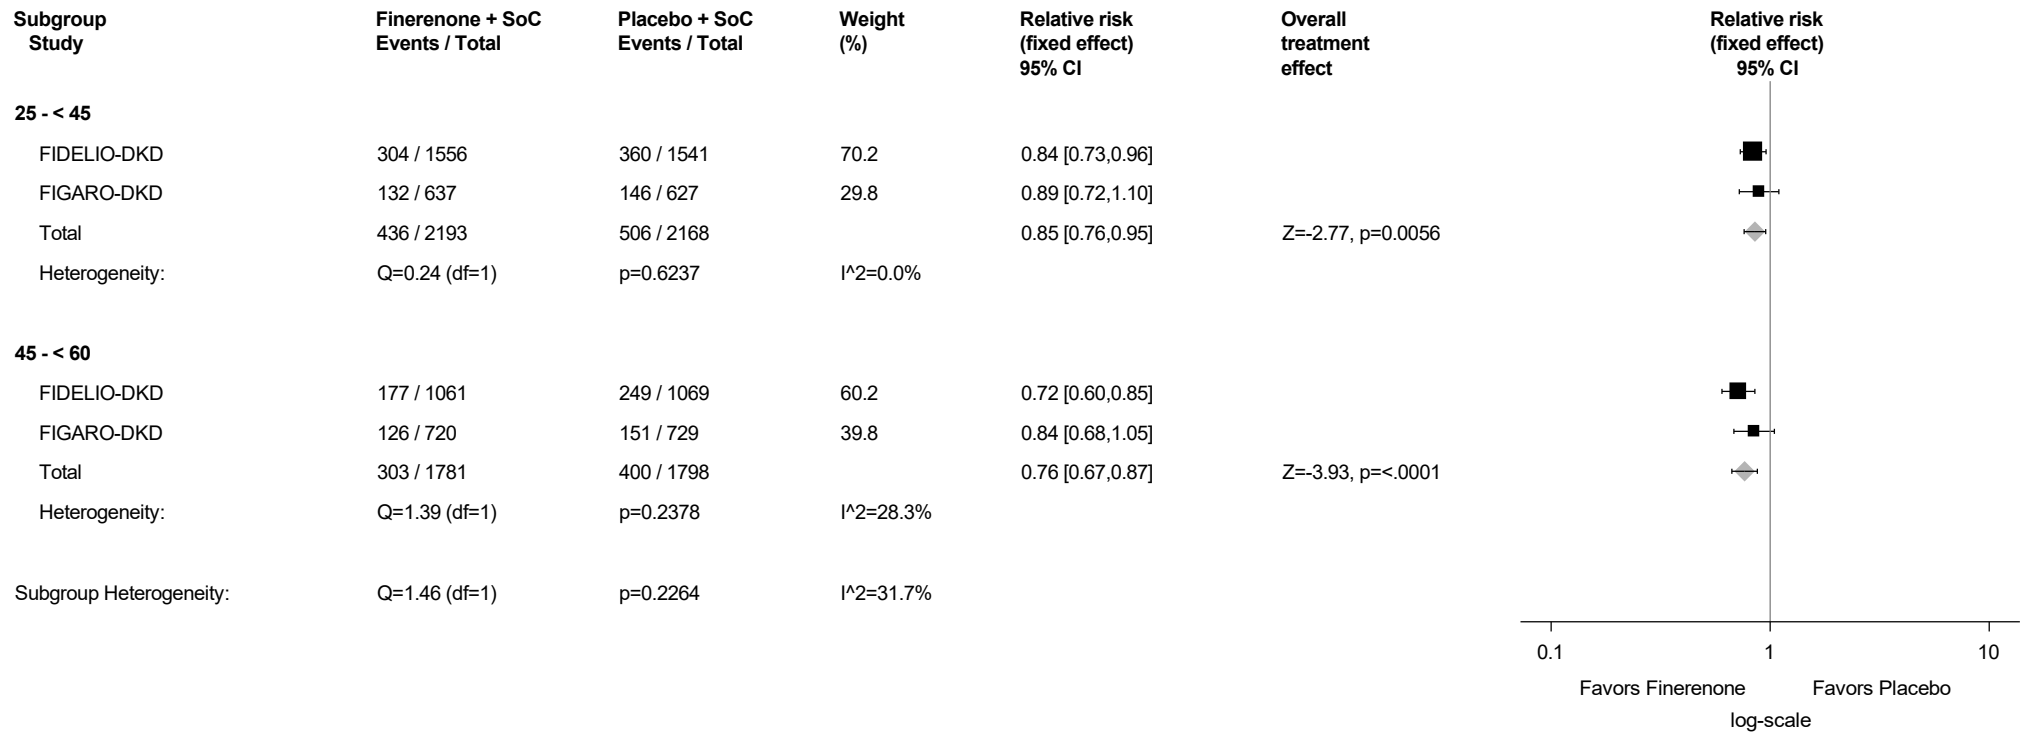 Subgroup Finerenone + SoC Placebo + SoC Weight Relative risk Overall Relative risk
Study Events / Total Events / Total (%) (fixed effect) treatment (fixed effect)
95% CI effect 95% CI
25 - < 45
FIDELIO-DKD 304 / 1556 360 / 1541 70.2 0.84 [0.73,0.96]
FIGARO-DKD 132 / 637 146 / 627 29.8 0.89 [0.72,1.10]
Total 436 / 2193 506 / 2168 0.85 [0.76,0.95] Z=-2.77, p=0.0056
Heterogeneity: Q=0.24 (df=1) p=0.6237 I^2=0.0%
45 - < 60
FIDELIO-DKD 177 / 1061 249 / 1069 60.2 0.72 [0.60,0.85]
FIGARO-DKD 126 / 720 151 / 729 39.8 0.84 [0.68,1.05]
Total 303 / 1781 400 / 1798 0.76 [0.67,0.87] Z=-3.93, p=<.0001
Heterogeneity: Q=1.39 (df=1) p=0.2378 I^2=28.3%
Subgroup Heterogeneity: Q=1.46 (df=1) p=0.2264 I^2=31.7%
0.1 1 10
Favors Finerenone Favors Placebo
log-scale